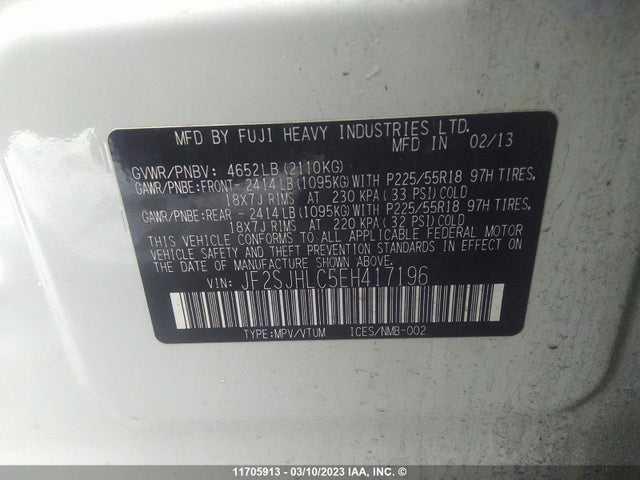 MFD BY FUJI HEAVY INDUSTRIES LTD.
MFD IN 02/13
GVWR/PNBV: 4652LB(2110KG)
GAWR/PNBE:FRONT- 2414LB(1095KG)WITH P225/55R18 97H TIRES,
18X7J RIMS AT 230 KPA(33 PSI)COLD
GAWR/PNBE:REAR - 2414LB(1095KG)WITH P225/55R18 97H TIRES,
18X7J RIMS AT 220 KPA(32 PSI)COLD
THIS VEHICLE CONFORMS TO ALL APPLICABLE FEDERAL MOTOR
VEHICLE SAFETY AND THEFT PREVENTION STANDARDS IN EFFECT ON
THE DATE OF MANUFACTURE SHOWN ABOVE.
VIN: JF2SJHLC5EH417196
TYPE:MPV/VTUM ICES/NMB-002
11705913 - 03/10/2023 IAA, INC. ©